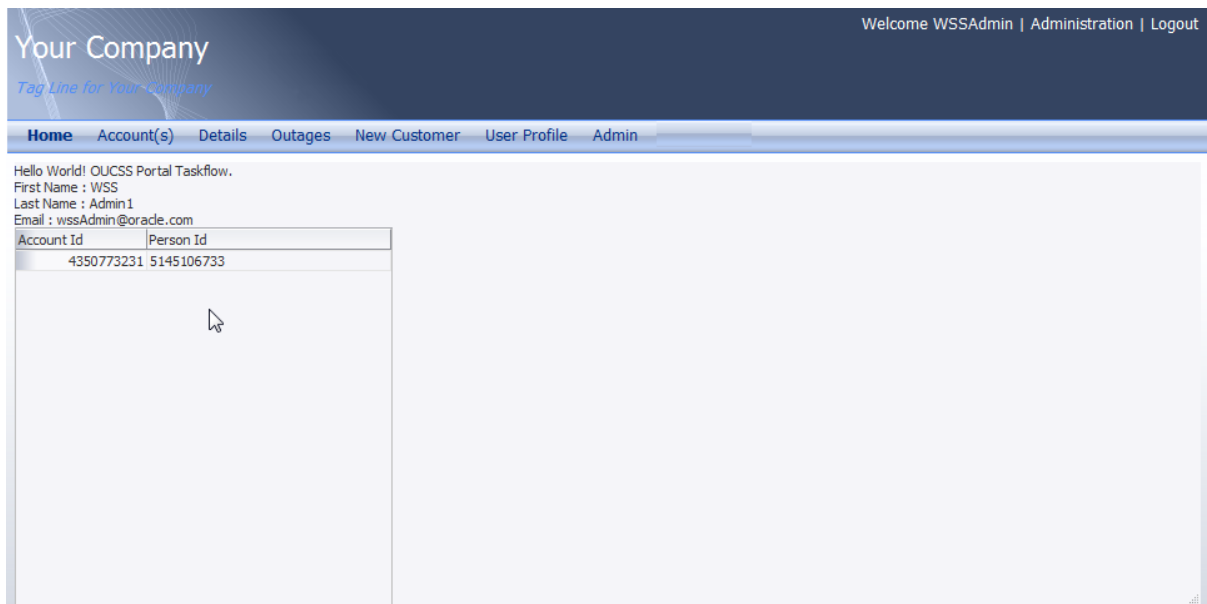 Welcome WSSAdmin | Administration | Logout
Your Company
Tag Line for Your Company
Home Account(s) Details Outages New Customer User Profile Admin
Hello World! OUCSS Portal Taskflow.
First Name : WSS
Last Name : Admin1
Email : wssAdmin@oracle.com
Account Id Person Id
4350773231 5145106733